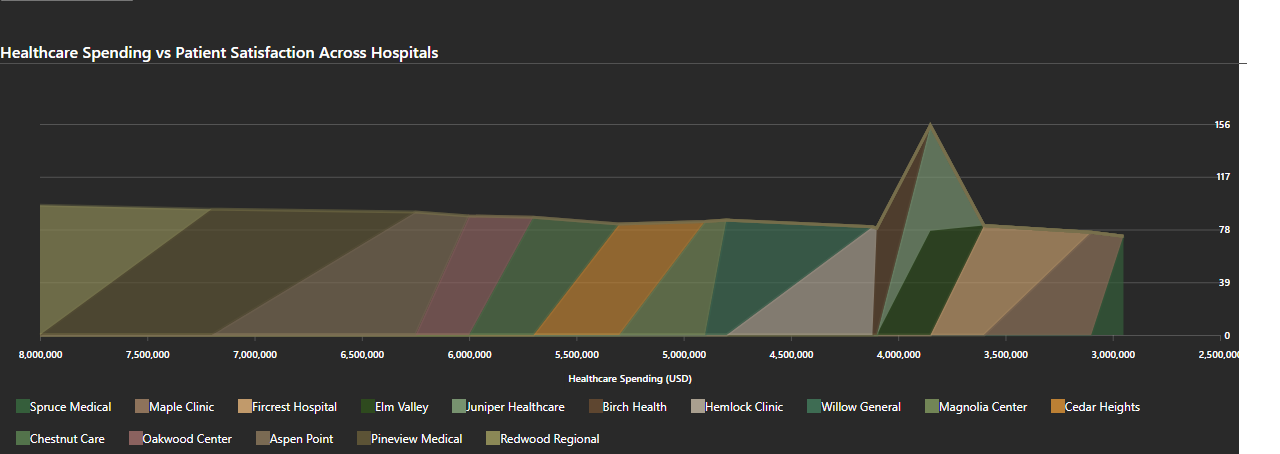 Healthcare Spending vs Patient Satisfaction Across Hospitals
156
117
78
39
0
8,000,000 7,500,000 7,000,000 6,500,000 6,000,000 5,500,000 5,000,000 4,500,000 4,000,000 3,500,000 3,000,000 2,500,000
Healthcare Spending (USD)
Spruce Medical Maple Clinic Fircrest Hospital Elm Valley Juniper Healthcare Birch Health Hemlock Clinic Willow General Magnolia Center Cedar Heights
Chestnut Care Oakwood Center Aspen Point Pineview Medical Redwood Regional